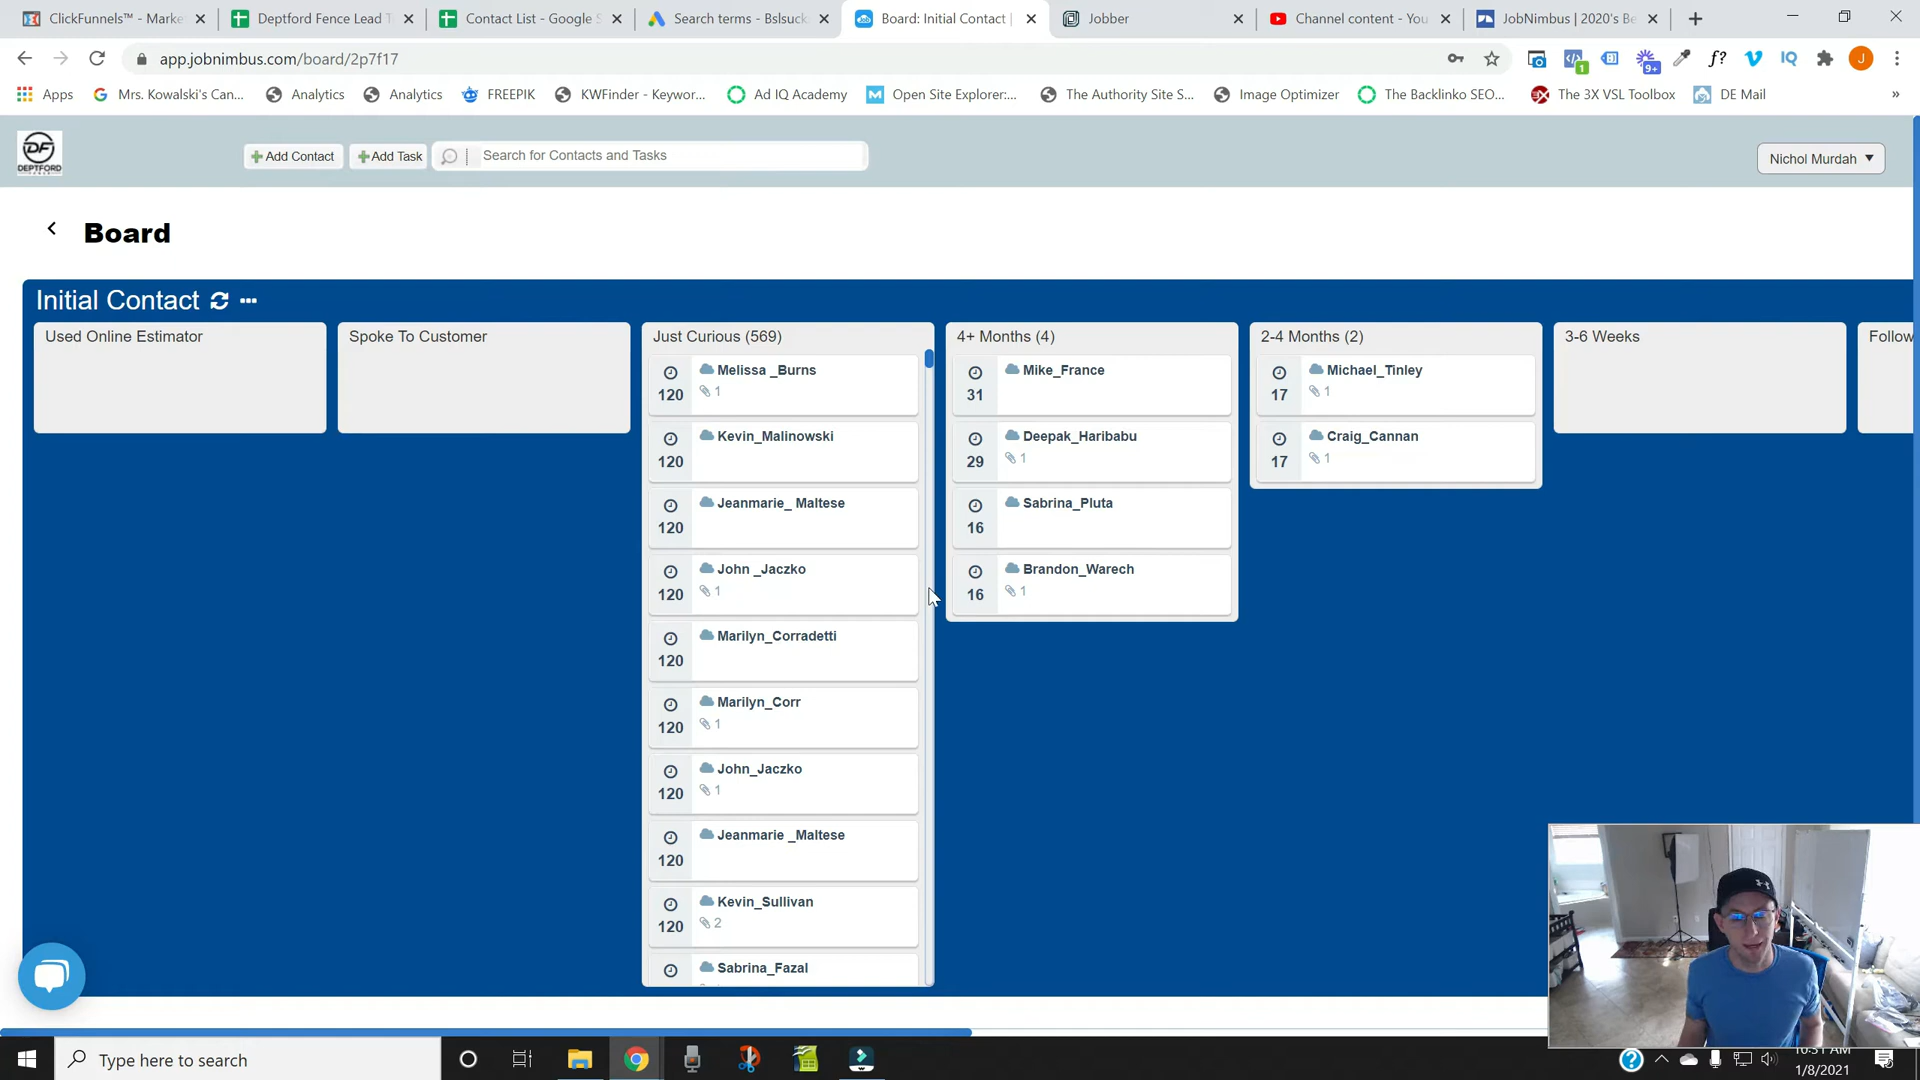 ClickFunnels™ - Marke
Deptford Fence Lead T
Contact List - Google S
Search terms - Bslsuck
Board: Initial Contact |
Jobber
Channel content - You
JobNimbus | 2020's Be
app.jobnimbus.com/board/2p7f17
1
9+
f?
IQ
J
Apps
Mrs. Kowalski's Can...
Analytics
Analytics
FREEPIK
KWFinder - Keywor...
Ad IQ Academy
Open Site Explorer:...
The Authority Site S...
Image Optimizer
The Backlinko SEO...
The 3X VSL Toolbox
DE Mail
»
DF
DEPTFORD
Add Contact
Add Task
Search for Contacts and Tasks
Nichol Murdah
Board
Initial Contact
Used Online Estimator
Spoke To Customer
Just Curious (569)
120
Melissa _Burns
1
120
Kevin_Malinowski
120
Jeanmarie_ Maltese
120
John _Jaczko
1
120
Marilyn_Corradetti
120
Marilyn_Corr
1
120
John_Jaczko
1
120
Jeanmarie _Maltese
120
Kevin_Sullivan
2
Sabrina_Fazal
4+ Months (4)
31
Mike_France
29
Deepak_Haribabu
1
16
Sabrina_Pluta
16
Brandon_Warech
1
2-4 Months (2)
17
Michael_Tinley
1
17
Craig_Cannan
1
3-6 Weeks
Follow
Type here to search
10:31 AM
1/8/2021